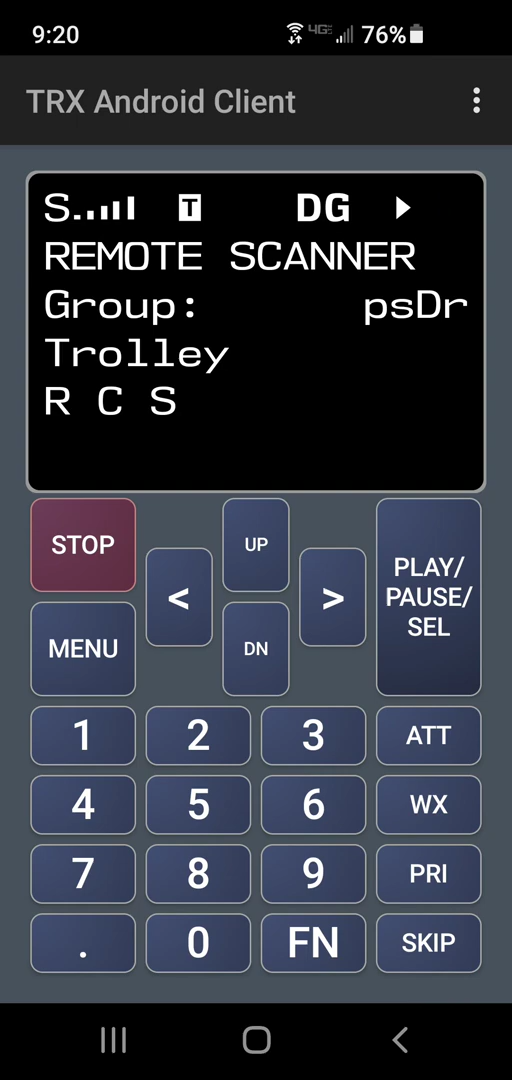 9:20 4GE 76%
TRX Android Client
S T DG
REMOTE SCANNER
Group: psDr
Trolley
R C S
STOP
UP
PLAY/
PAUSE/
SEL
<
>
MENU
DN
1 2 3 ATT
4 5 6 WX
7 8 9 PRI
. 0 FN SKIP